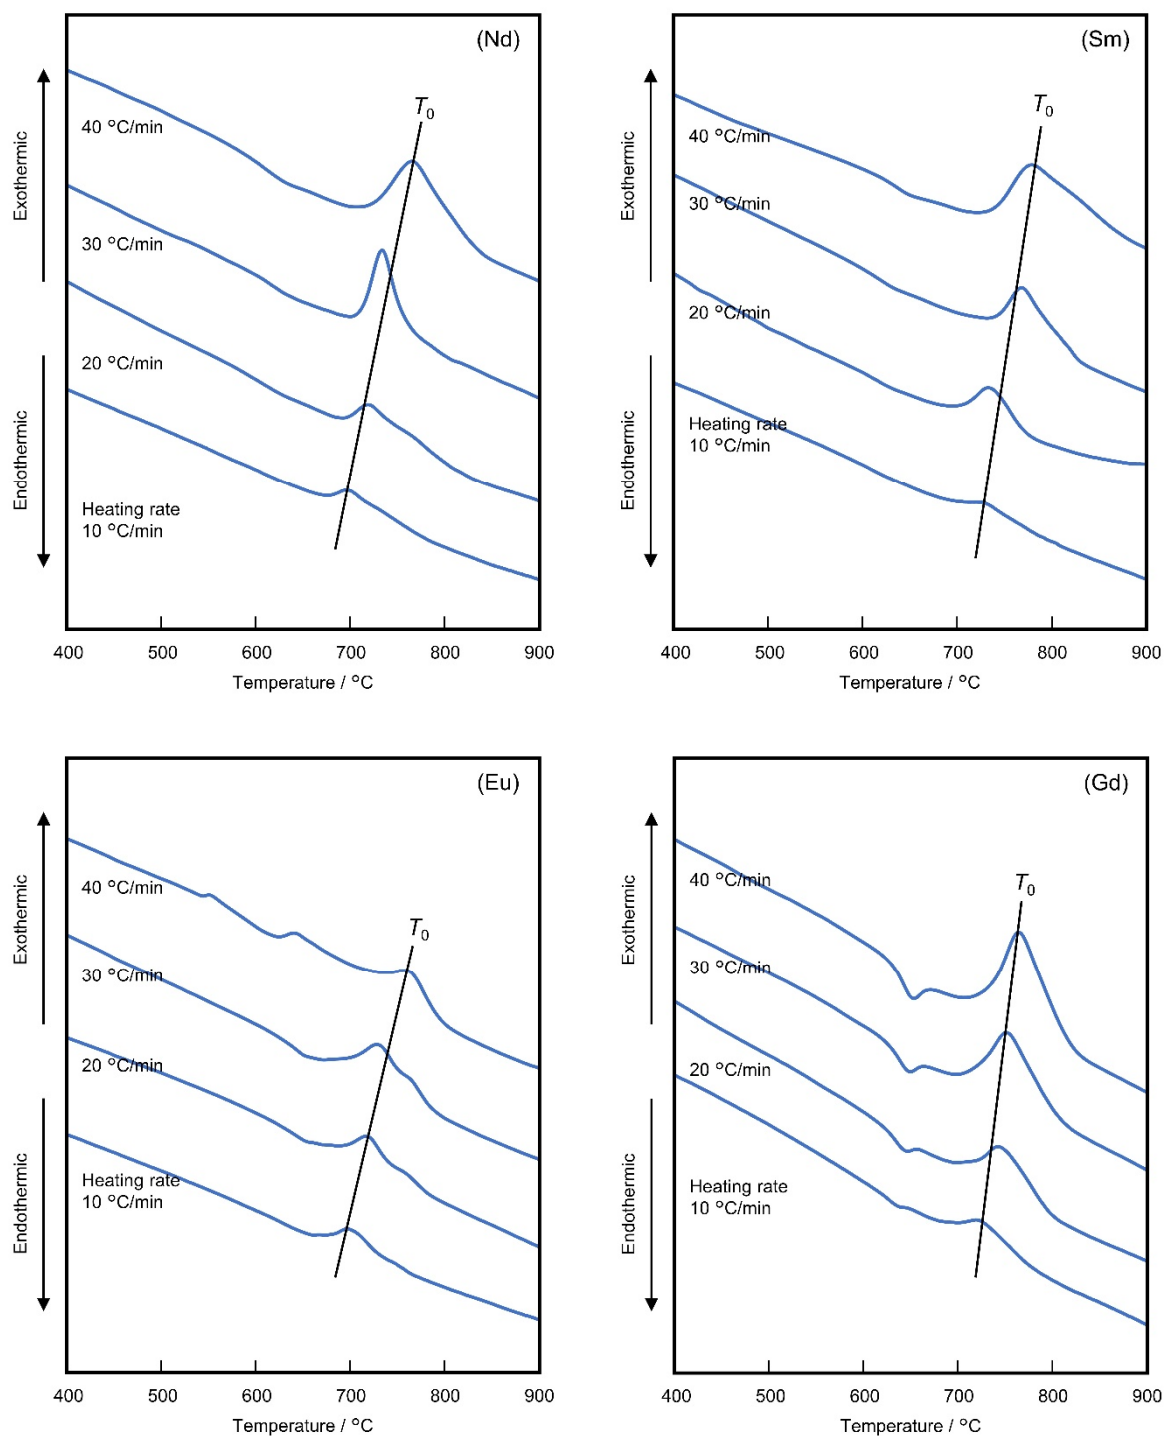 (Nd)
T0
40 °C/min
30 °C/min
20 °C/min
Heating rate
10 °C/min
Exothermic
Endothermic
400 500 600 700 800 900
Temperature / °C
(Sm)
T0
40 °C/min
30 °C/min
20 °C/min
Heating rate
10 °C/min
Exothermic
Endothermic
400 500 600 700 800 900
Temperature / °C
(Eu)
T0
40 °C/min
30 °C/min
20 °C/min
Heating rate
10 °C/min
Exothermic
Endothermic
400 500 600 700 800 900
Temperature / °C
(Gd)
T0
40 °C/min
30 °C/min
20 °C/min
Heating rate
10 °C/min
Exothermic
Endothermic
400 500 600 700 800 900
Temperature / °C